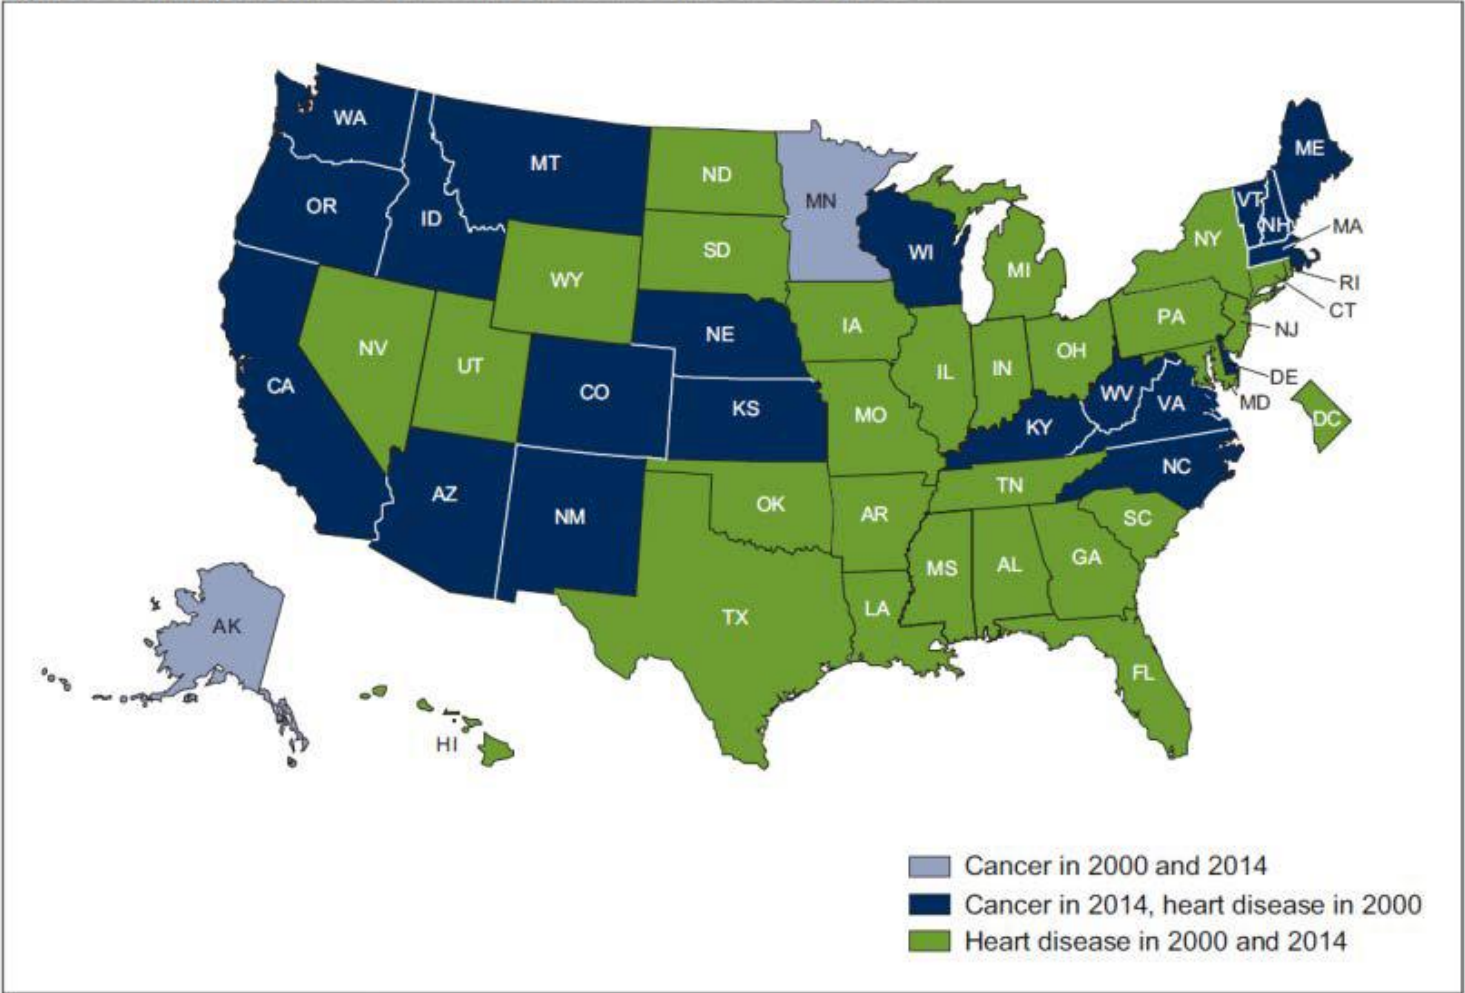 WA
MT
ND
MN
ME
OR
ID
VT
NH
MA
SD
WI
NY
WY
MI
RI
CT
NE
IA
PA
NJ
NV
UT
IL
IN
OH
CA
CO
KS
MO
WV
VA
DE
MD
DC
KY
AZ
NM
OK
AR
TN
NC
SC
MS
AL
GA
TX
LA
FL
AK
HI
Cancer in 2000 and 2014
Cancer in 2014, heart disease in 2000
Heart disease in 2000 and 2014